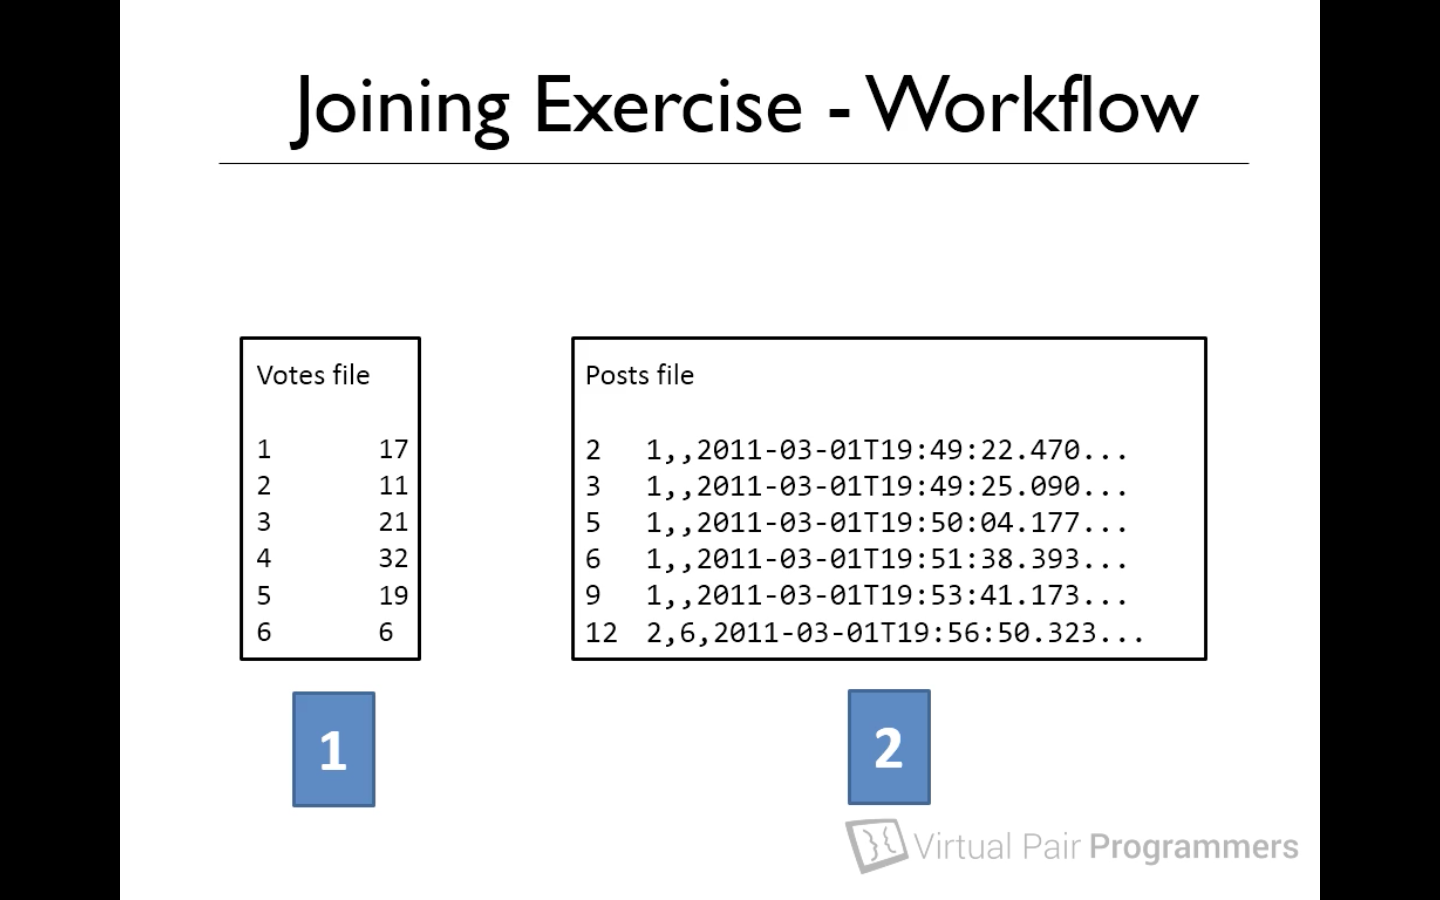 Joining Exercise - Workflow
Votes file
1 17
2 11
3 21
4 32
5 19
6 6
1
Posts file
2 1,,2011-03-01T19:49:22.470...
3 1,,2011-03-01T19:49:25.090...
5 1,,2011-03-01T19:50:04.177...
6 1,,2011-03-01T19:51:38.393...
9 1,,2011-03-01T19:53:41.173...
12 2,6,2011-03-01T19:56:50.323...
2
Virtual Pair Programmers